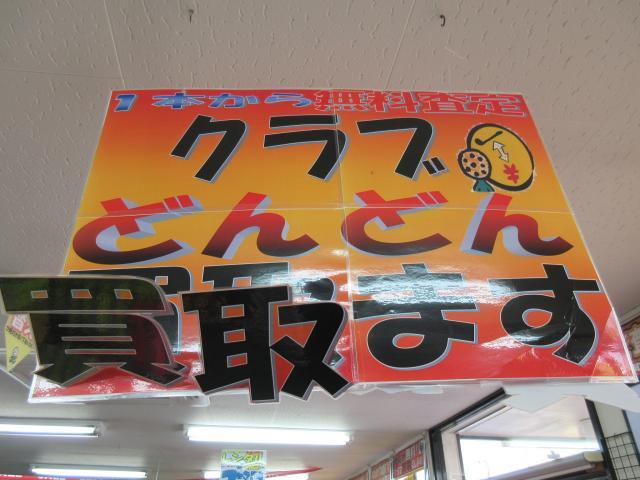 1本から無料査定
クラブ
どんどん
買取ます